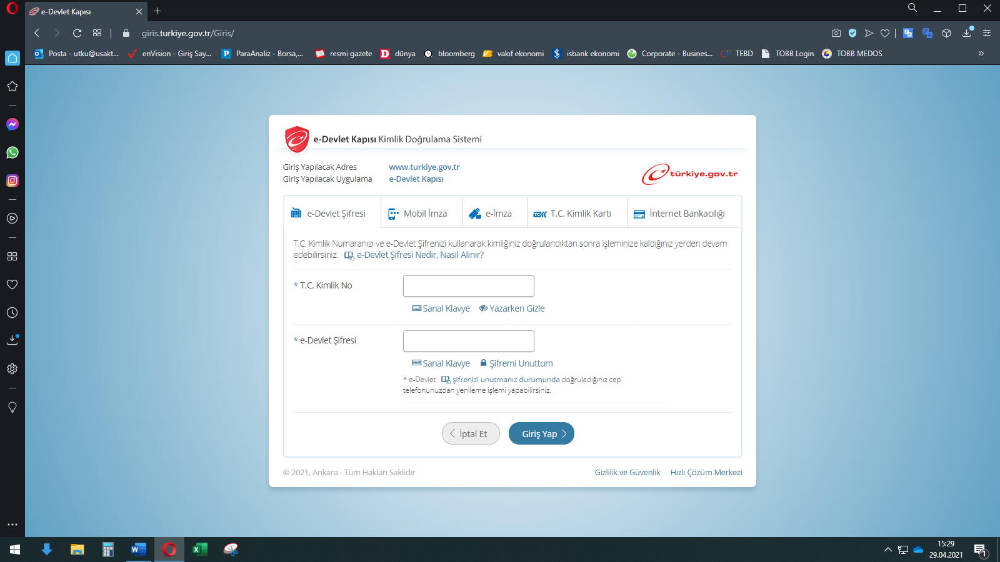 e-Devlet Kapısı
giris.turkiye.gov.tr/Giris/
Posta - utku@usakt...
enVision - Giriş Say...
ParaAnaliz - Borsa,...
resmi gazete
dünya
bloomberg
vakıf ekonomi
isbank ekonomi
Corporate - Busines...
TEBD
TOBB Login
TOBB MEDOS
e-Devlet Kapısı Kimlik Doğrulama Sistemi
Giriş Yapılacak Adres www.turkiye.gov.tr
Giriş Yapılacak Uygulama e-Devlet Kapısı
türkiye.gov.tr
e-Devlet Şifresi
Mobil İmza
e-İmza
T.C. Kimlik Kartı
İnternet Bankacılığı
T.C. Kimlik Numaranızı ve e-Devlet Şifrenizi kullanarak kimliğiniz doğrulandıktan sonra işleminize kaldığınız yerden devam
edebilirsiniz. e-Devlet Şifresi Nedir, Nasıl Alınır?
* T.C. Kimlik No
Sanal Klavye Yazarken Gizle
* e-Devlet Şifresi
Sanal Klavye Şifremi Unuttum
* e-Devlet şifrenizi unutmanız durumunda doğruladığınız cep
telefonunuzdan yenileme işlemi yapabilirsiniz.
İptal Et
Giriş Yap
© 2021, Ankara - Tüm Hakları Saklıdır
Gizlilik ve Güvenlik
Hızlı Çözüm Merkezi
15:29
29.04.2021
1